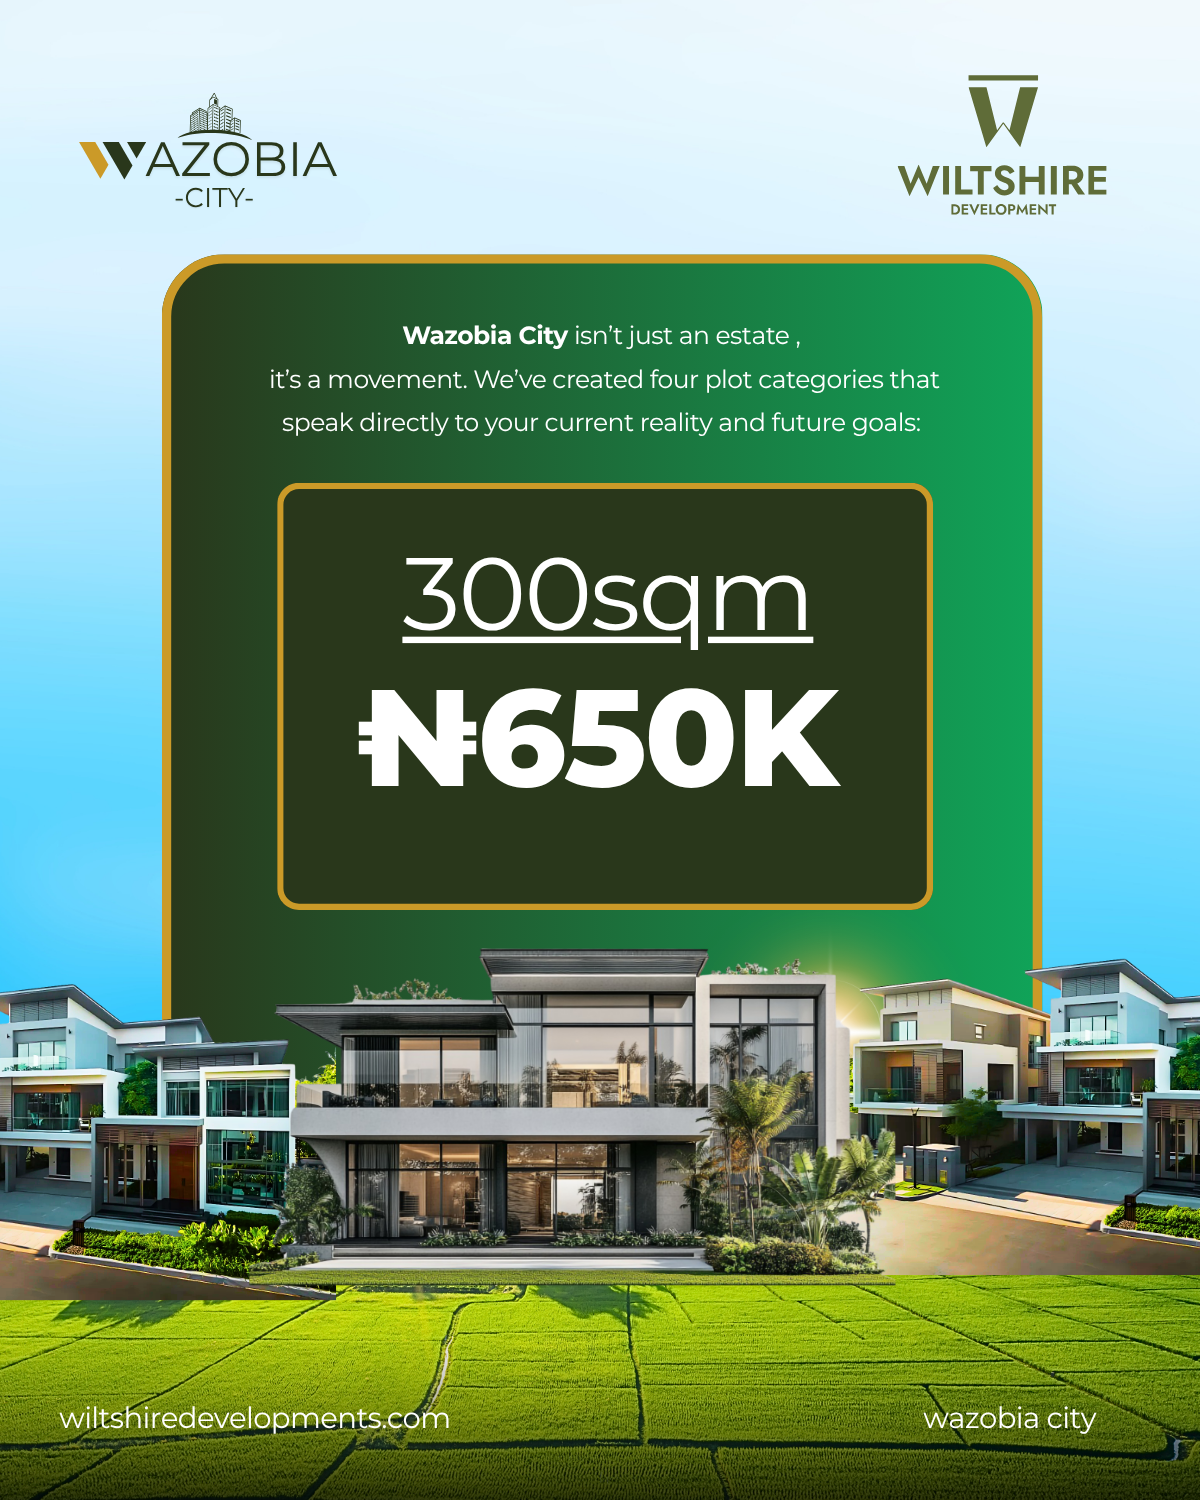 WAZOBIA
-CITY-
WILTSHIRE
DEVELOPMENT
Wazobia City isn’t just an estate ,
it’s a movement. We’ve created four plot categories that
speak directly to your current reality and future goals:
300sqm
₦650K
wiltshiredevelopments.com
wazobia city